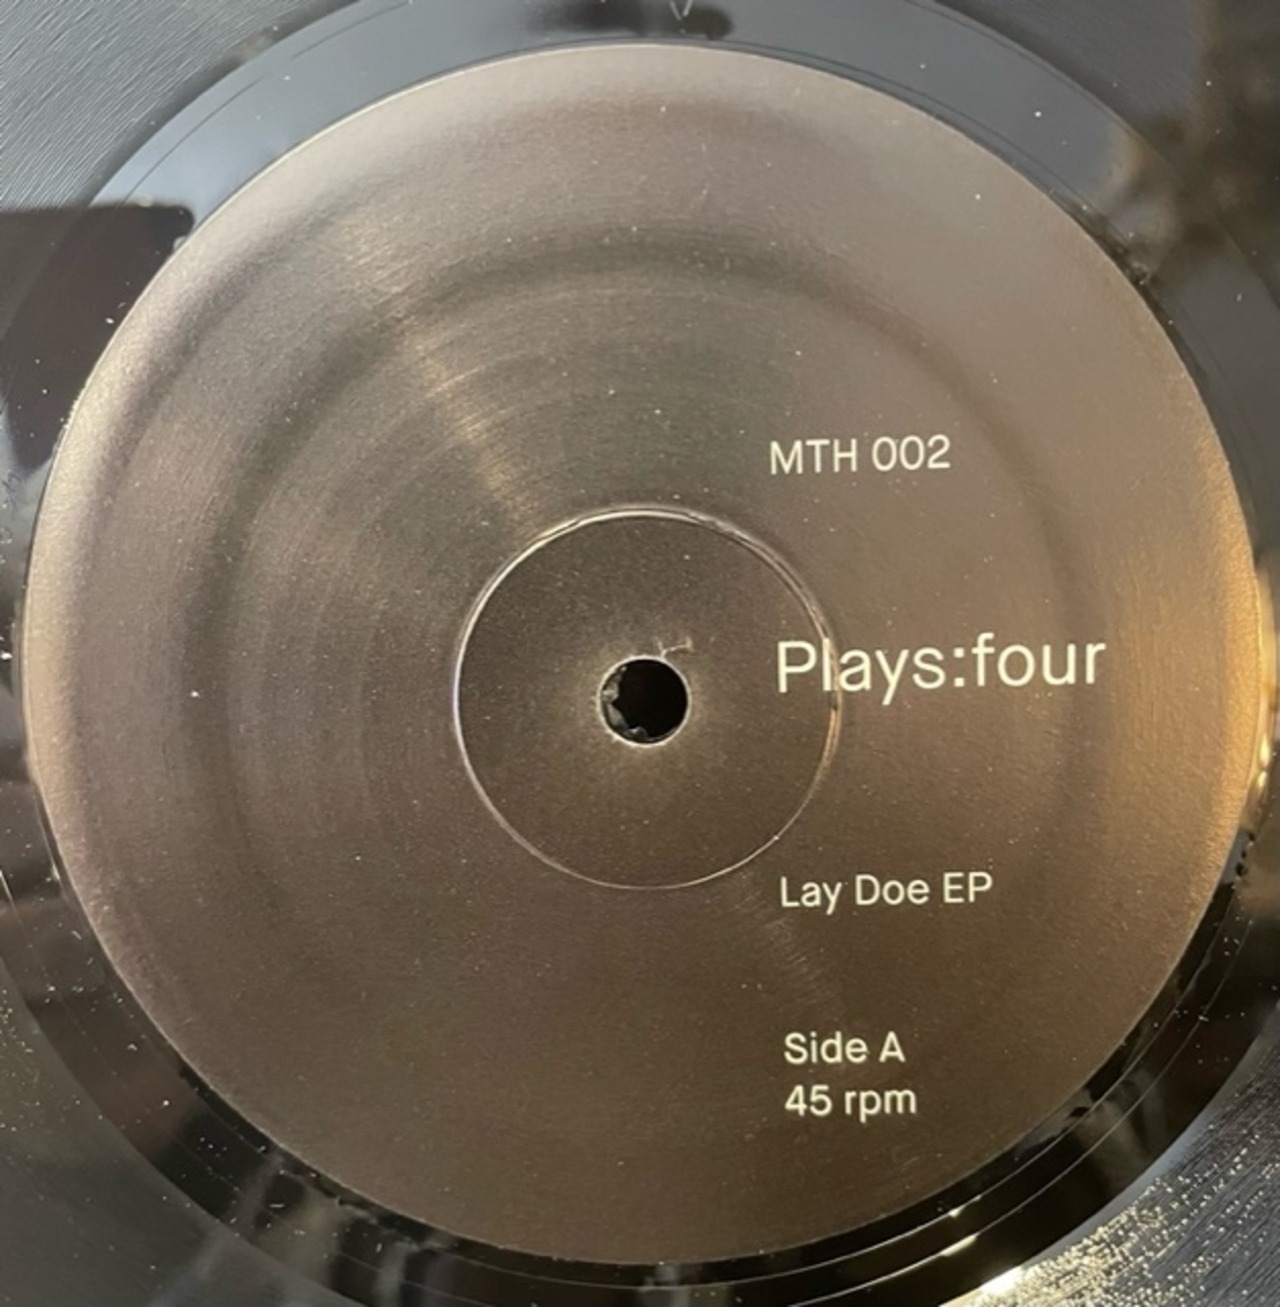 MTH 002
Plays:four
Lay Doe EP
Side A
45 rpm